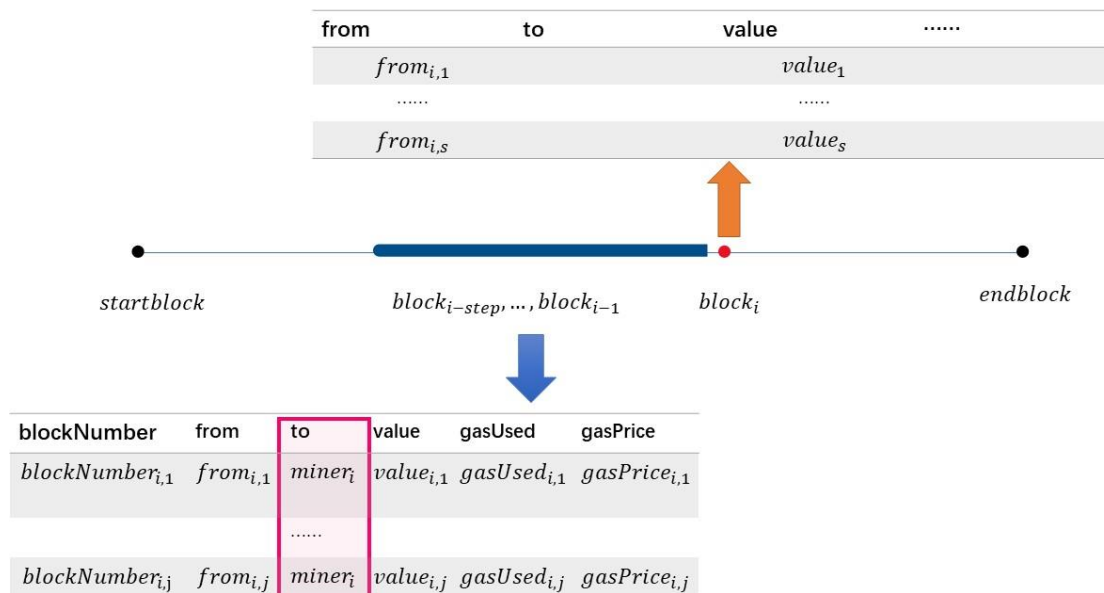 from to value ······
from_{i,1} value_1
...... ......
from_{i,s} value_s
startblock block_{i-step}, ..., block_{i-1} block_i endblock
blockNumber from to value gasUsed gasPrice
blockNumber_{i,1} from_{i,1} miner_i value_{i,1} gasUsed_{i,1} gasPrice_{i,1}
......
blockNumber_{i,j} from_{i,j} miner_i value_{i,j} gasUsed_{i,j} gasPrice_{i,j}